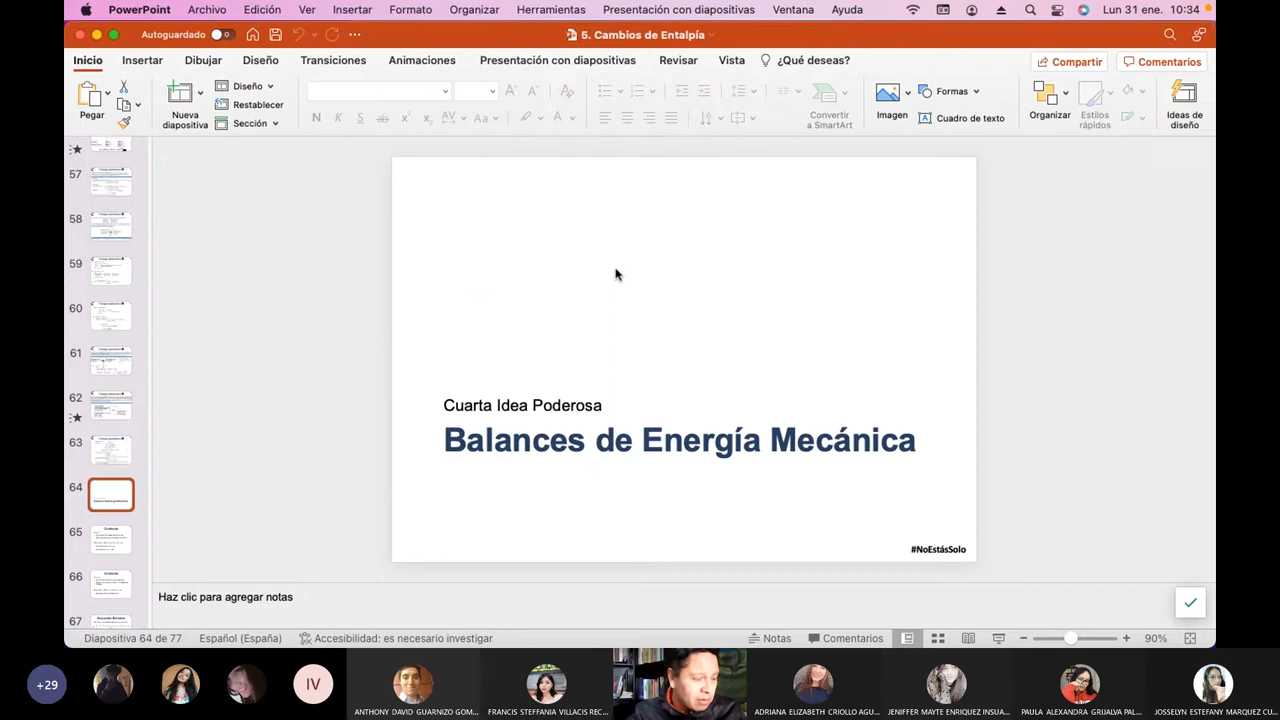 PowerPoint Archivo Edición Ver Insertar Formato Organizar Herramientas Presentación con diapositivas Ventana Ayuda Lun 31 ene. 10:34
Autoguardado 5. Cambios de Entalpía
Inicio Insertar Dibujar Diseño Transiciones Animaciones Presentación con diapositivas Revisar Vista ¿Qué deseas? Compartir Comentarios
Pegar
Nueva diapositiva
Diseño
Restablecer
Sección
N
Convertir a SmartArt
Imagen
Formas
Cuadro de texto
Organizar
Estilos rápidos
Ideas de diseño
57
58
59
60
61
62
63
64
65
66
67
Cuarta Idea Poderosa
Balances de Energía Mecánica
#NoEstásSolo
Haz clic para agregar notas
Diapositiva 64 de 77 Español (España) Accesibilidad: es necesario investigar Notas Comentarios 90%
+29
IV
ANTHONY DAVID GUARNIZO GOM...
FRANCIS STEFFANIA VILLACIS REC...
ADRIANA ELIZABETH CRIOLLO AGU...
JENIFFER MAYTE ENRIQUEZ INSUA...
PAULA ALEXANDRA GRIJALVA PAL...
JOSSELYN ESTEFANY MARQUEZ CU...